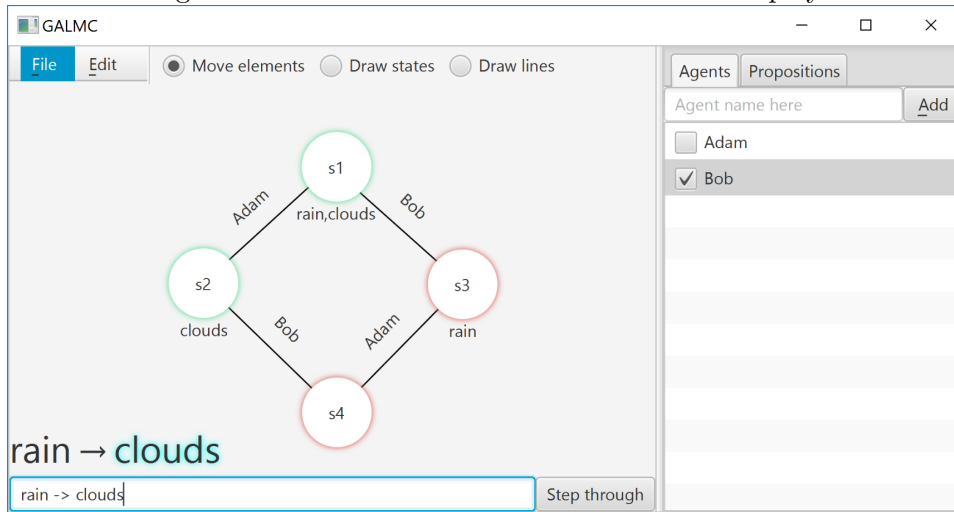 GALMC
File Edit Move elements Draw states Draw lines
Agents Propositions
Agent name here Add
Adam
Bob
s1
rain,clouds
Adam
Bob
s2
clouds
s3
rain
Bob
Adam
s4
rain → clouds
rain -> clouds
Step through